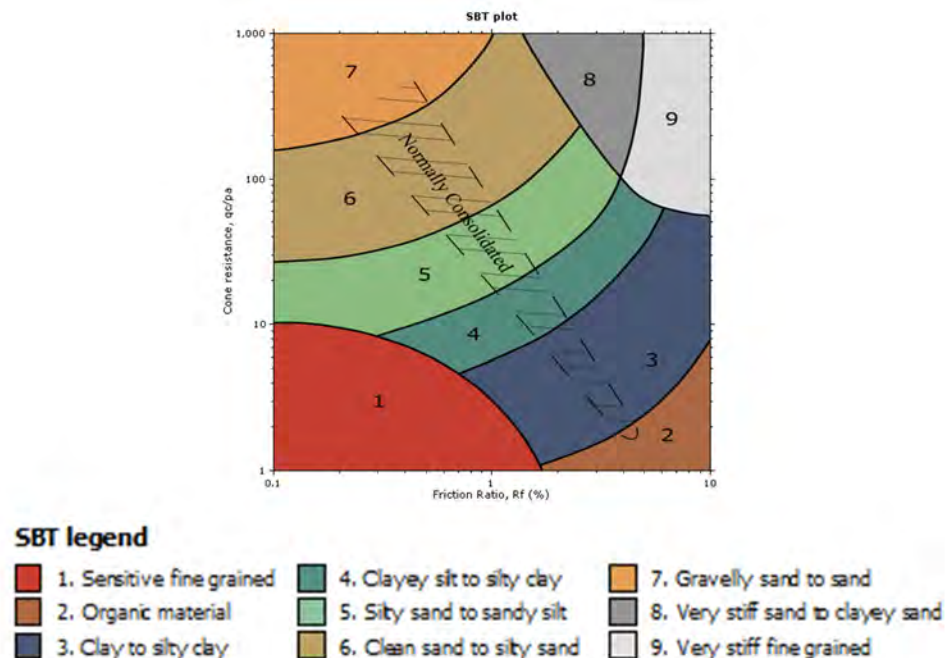 SBT plot
1,000
7
8
9
Normally Consolidated
100
6
Cone resistance, qc/pa
5
10
4
3
1
2
1
0.1
1
10
Friction Ratio, Rf (%)
SBT legend
1. Sensitive fine grained
4. Clayey silt to silty clay
7. Gravelly sand to sand
2. Organic material
5. Silty sand to sandy silt
8. Very stiff sand to clayey sand
3. Clay to silty clay
6. Clean sand to silty sand
9. Very stiff fine grained